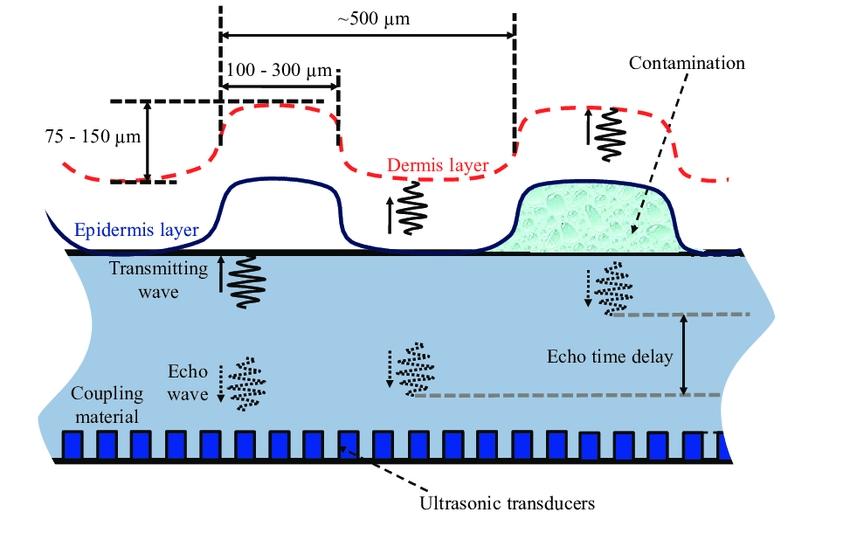 ~500 µm
100 - 300 µm
Contamination
75 - 150 µm
Dermis layer
Epidermis layer
Transmitting
wave
Echo time delay
Echo
wave
Coupling
material
Ultrasonic transducers